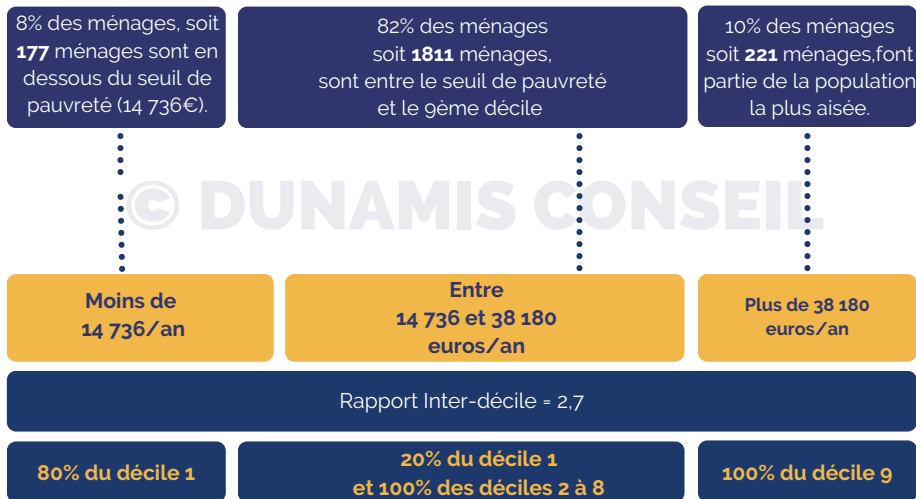 8% des ménages, soit
177 ménages sont en
dessous du seuil de
pauvreté (14 736€).
82% des ménages
soit 1811 ménages,
sont entre le seuil de pauvreté
et le 9ème décile
10% des ménages
soit 221 ménages,font
partie de la population
la plus aisée.
© DUNAMIS CONSEIL
Moins de
14 736/an
Entre
14 736 et 38 180
euros/an
Plus de 38 180
euros/an
Rapport Inter-décile = 2,7
80% du décile 1
20% du décile 1
et 100% des déciles 2 à 8
100% du décile 9